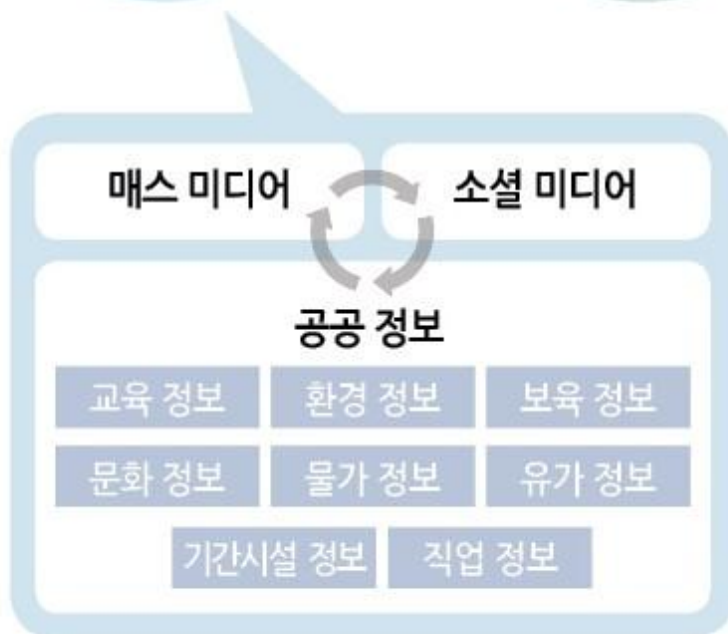 매스 미디어 소셜 미디어
공공 정보
교육 정보 환경 정보 보육 정보
문화 정보 물가 정보 유가 정보
기간시설 정보 직업 정보